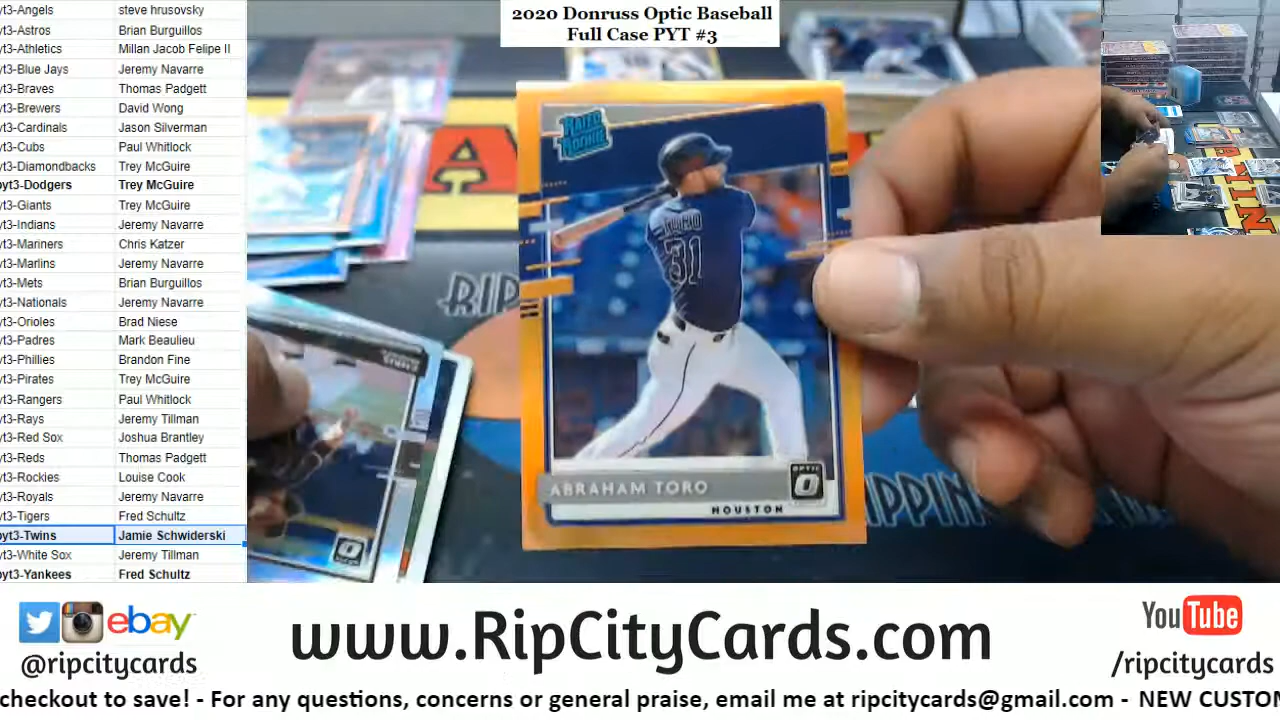 2020 Donruss Optic Baseball
Full Case PYT #3
yt3-Angels steve hrusovsky
yt3-Astros Brian Burguillos
yt3-Athletics Millan Jacob Felipe II
yt3-Blue Jays Jeremy Navarre
yt3-Braves Thomas Padgett
yt3-Brewers David Wong
yt3-Cardinals Jason Silverman
yt3-Cubs Paul Whitlock
yt3-Diamondbacks Trey McGuire
pyt3-Dodgers Trey McGuire
yt3-Giants Trey McGuire
yt3-Indians Jeremy Navarre
yt3-Mariners Chris Katzer
yt3-Marlins Jeremy Navarre
yt3-Mets Brian Burguillos
yt3-Nationals Jeremy Navarre
yt3-Orioles Brad Niese
yt3-Padres Mark Beaulieu
yt3-Phillies Brandon Fine
yt3-Pirates Trey McGuire
yt3-Rangers Paul Whitlock
yt3-Rays Jeremy Tillman
yt3-Red Sox Joshua Brantley
yt3-Reds Thomas Padgett
yt3-Rockies Louise Cook
yt3-Royals Jeremy Navarre
yt3-Tigers Fred Schultz
pyt3-Twins Jamie Schwiderski
yt3-White Sox Jeremy Tillman
pyt3-Yankees Fred Schultz
RATED
ROOKIE
TORO
31
ABRAHAM TORO
OPTIC
HOUSTON
RIP
RIPPIN
ebay
@ripcitycards
www.RipCityCards.com
YouTube
/ripcitycards
checkout to save! - For any questions, concerns or general praise, email me at ripcitycards@gmail.com - NEW CUSTOM